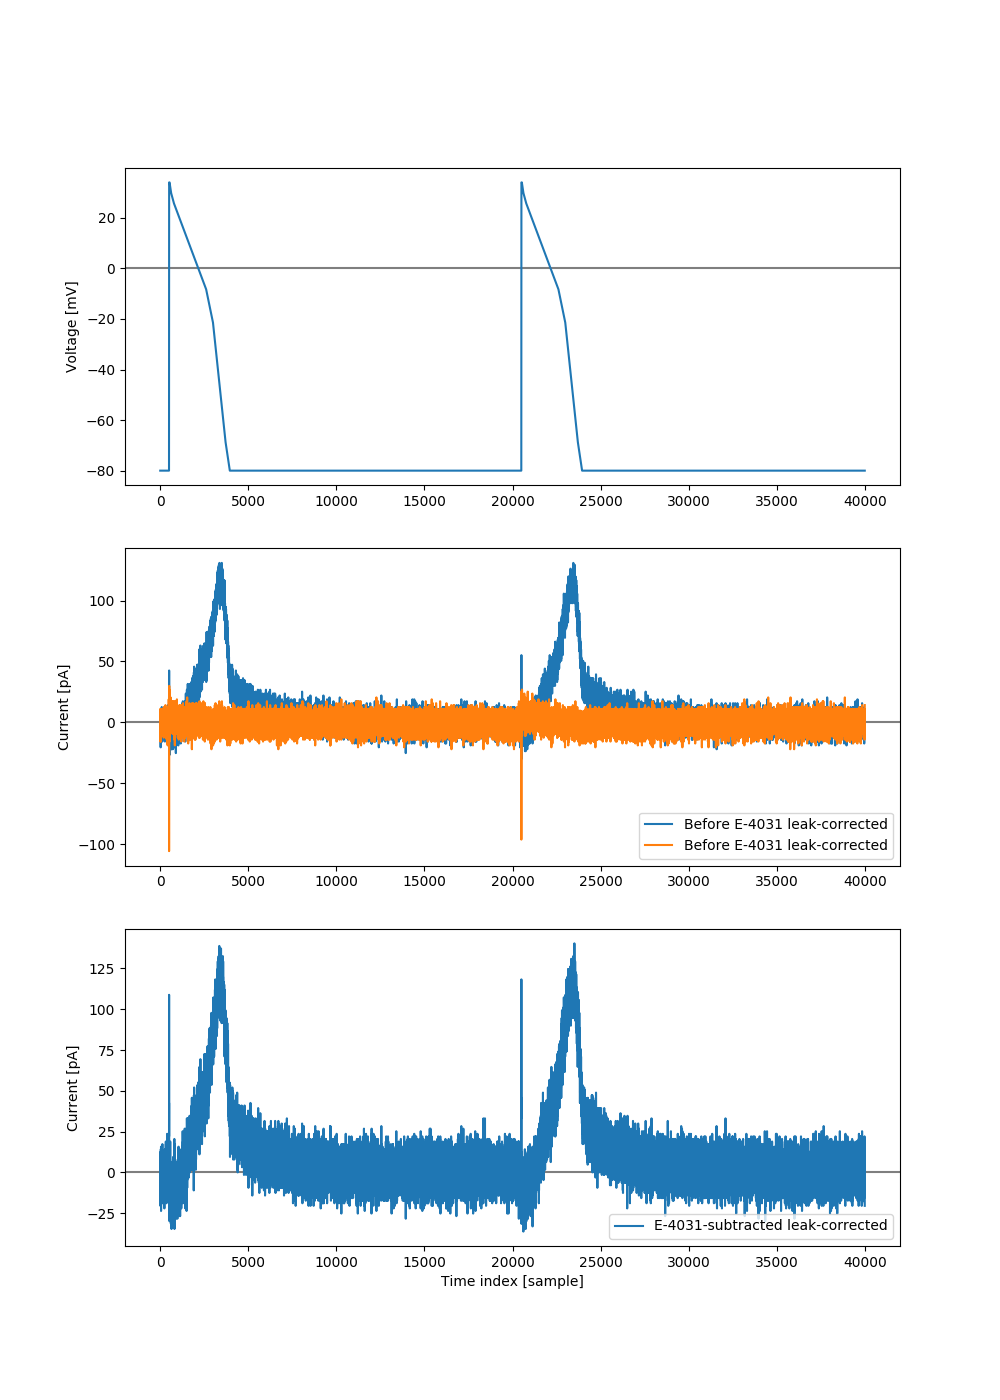 20
0
−20
−40
−60
−80
Voltage [mV]
0 5000 10000 15000 20000 25000 30000 35000 40000
100
50
0
−50
−100
Current [pA]
Before E-4031 leak-corrected
Before E-4031 leak-corrected
0 5000 10000 15000 20000 25000 30000 35000 40000
125
100
75
50
25
0
−25
Current [pA]
E-4031-subtracted leak-corrected
0 5000 10000 15000 20000 25000 30000 35000 40000
Time index [sample]